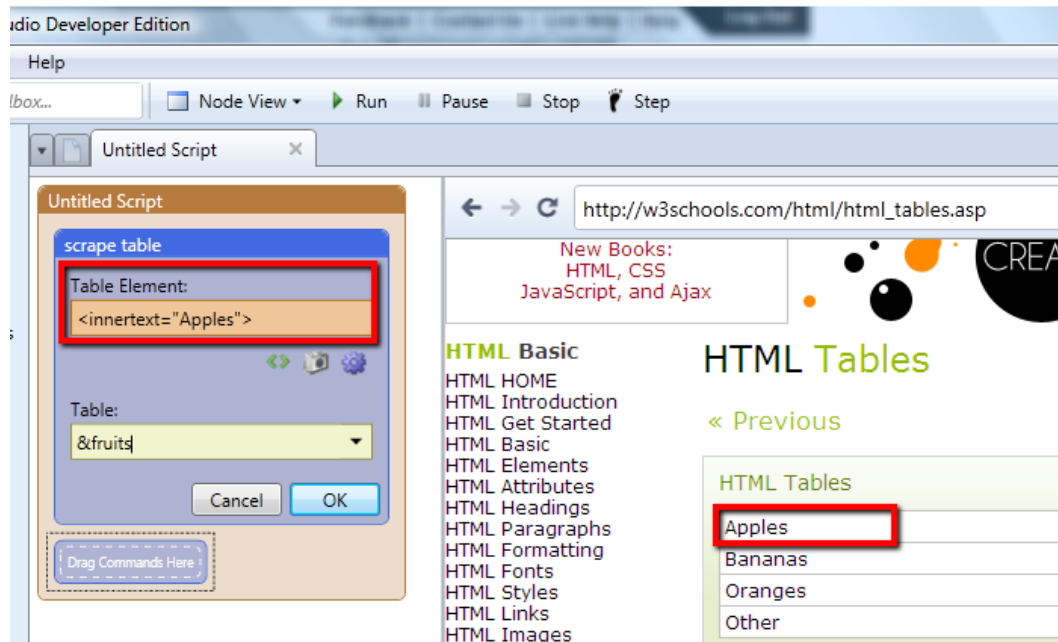 udio Developer Edition
Help
lbox...
Node View
Run
Pause
Stop
Step
Untitled Script
Untitled Script
scrape table
Table Element:
<innertext="Apples">
Table:
&fruits
Cancel
OK
Drag Commands Here
http://w3schools.com/html/html_tables.asp
New Books:
HTML, CSS
JavaScript, and Ajax
CREA
HTML Basic
HTML HOME
HTML Introduction
HTML Get Started
HTML Basic
HTML Elements
HTML Attributes
HTML Headings
HTML Paragraphs
HTML Formatting
HTML Fonts
HTML Styles
HTML Links
HTML Images
HTML Tables
« Previous
HTML Tables
Apples
Bananas
Oranges
Other